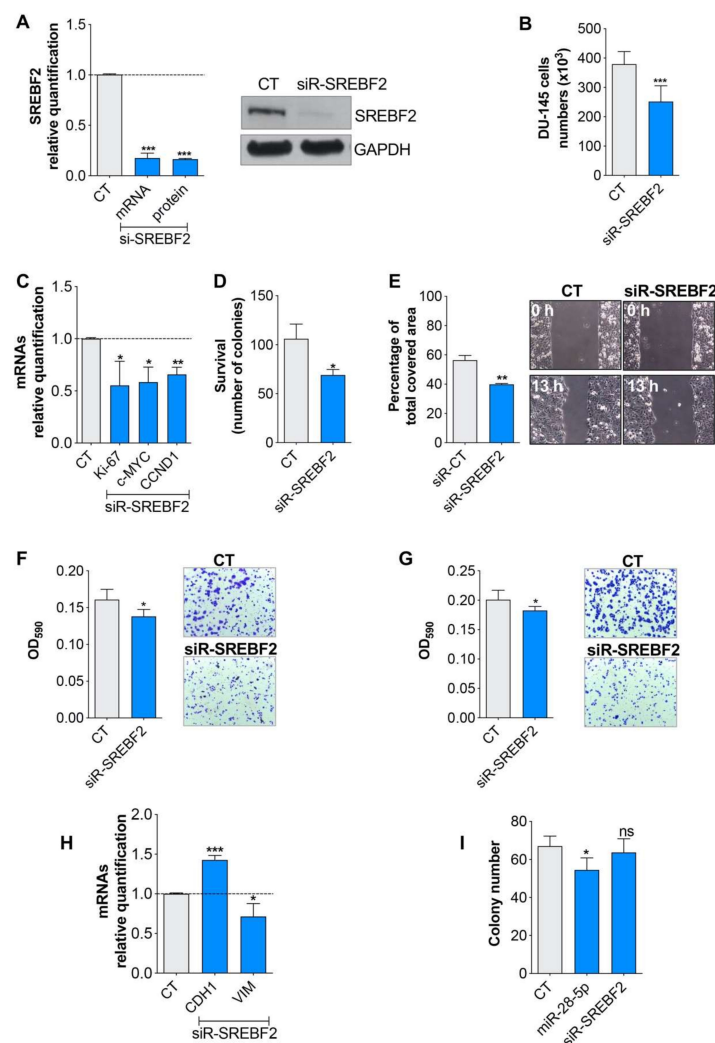 A
SREBF2
relative quantification
1.5
1.0
0.5
0.0
***
***
CT
mRNA
protein
si-SREBF2
CT siR-SREBF2
SREBF2
GAPDH
B
DU-145 cells
numbers (x10³)
500
400
300
200
100
0
***
CT
siR-SREBF2
C
mRNAs
relative quantification
1.5
1.0
0.5
0.0
*
*
**
CT
Ki-67
c-MYC
CCND1
siR-SREBF2
D
Survival
(number of colonies)
150
100
50
0
*
CT
siR-SREBF2
E
Percentage of
total covered area
100
80
60
40
20
0
**
siR-CT
siR-SREBF2
CT siR-SREBF2
0 h 0 h
13 h 13 h
F
OD590
0.20
0.15
0.10
0.05
0.00
*
CT
siR-SREBF2
CT
siR-SREBF2
G
OD590
0.25
0.20
0.15
0.10
0.05
0.00
*
CT
siR-SREBF2
CT
siR-SREBF2
H
mRNAs
relative quantification
2.0
1.5
1.0
0.5
0.0
***
*
CT
CDH1
VIM
siR-SREBF2
I
Colony number
80
60
40
20
0
*
ns
CT
miR-28-5p
siR-SREBF2